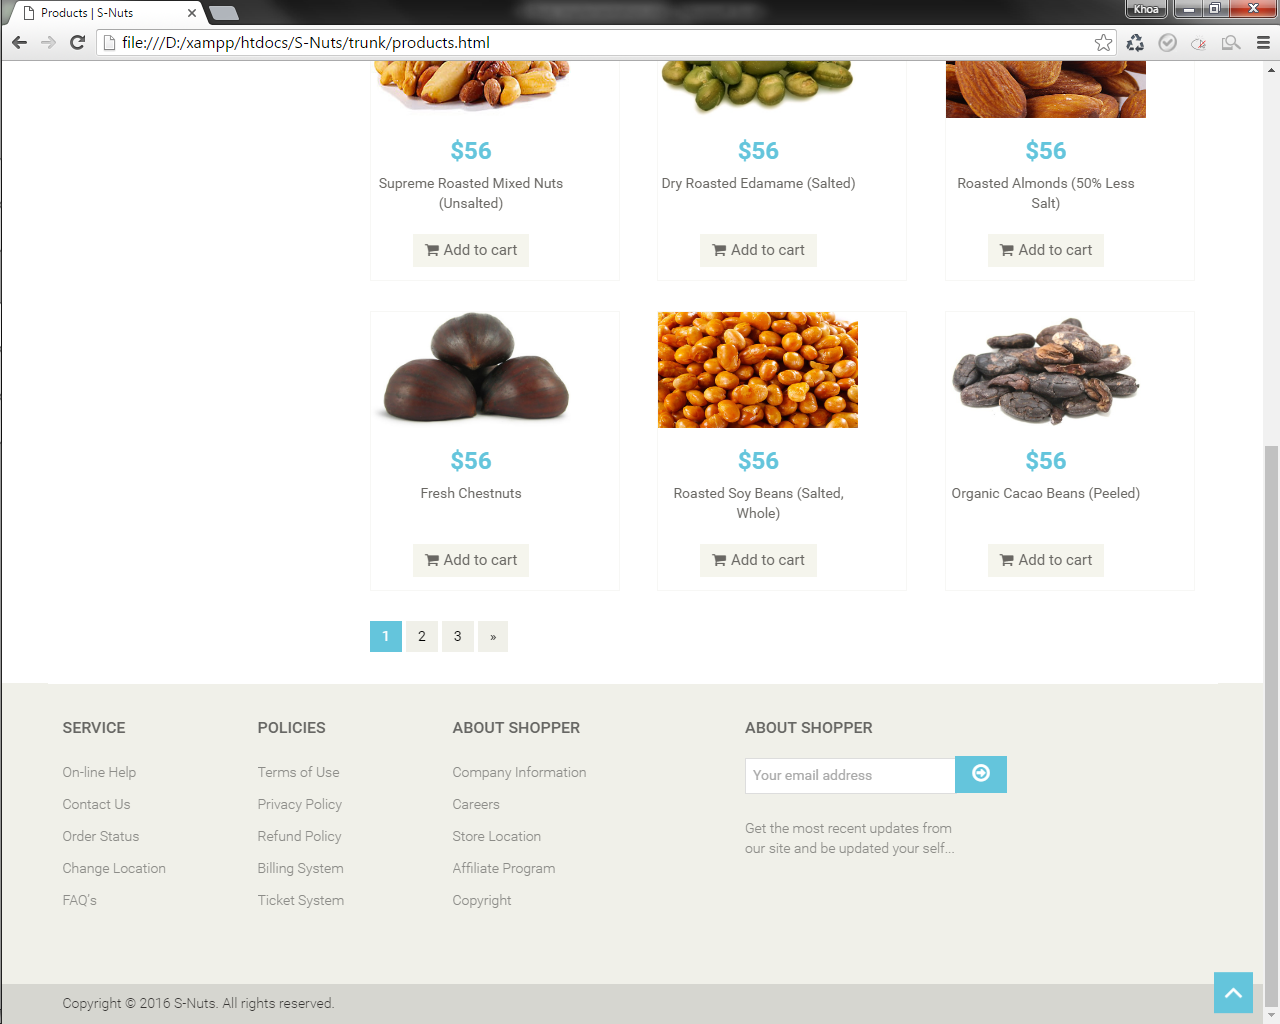 Products | S-Nuts
Khoa
file:///D:/xampp/htdocs/S-Nuts/trunk/products.html
$56
$56
$56
Supreme Roasted Mixed Nuts
(Unsalted)
Dry Roasted Edamame (Salted)
Roasted Almonds (50% Less
Salt)
Add to cart
Add to cart
Add to cart
$56
$56
$56
Fresh Chestnuts
Roasted Soy Beans (Salted,
Whole)
Organic Cacao Beans (Peeled)
Add to cart
Add to cart
Add to cart
1 2 3 »
SERVICE
On-line Help
Contact Us
Order Status
Change Location
FAQ's
POLICIES
Terms of Use
Privacy Policy
Refund Policy
Billing System
Ticket System
ABOUT SHOPPER
Company Information
Careers
Store Location
Affiliate Program
Copyright
ABOUT SHOPPER
Your email address
Get the most recent updates from
our site and be updated your self...
Copyright © 2016 S-Nuts. All rights reserved.